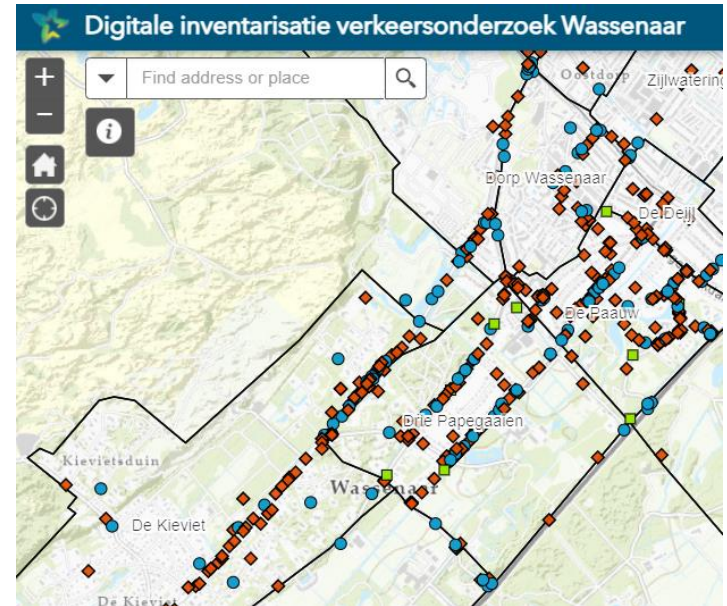 Digitale inventarisatie verkeersonderzoek Wassenaar
+
Find address or place
−
i
Oostdorp
Zijlwatering
Dorp Wassenaar
De Deijl
De Paauw
Drie Papegaaien
Kievietsduin
Wassenaar
De Kieviet
De Kieviet